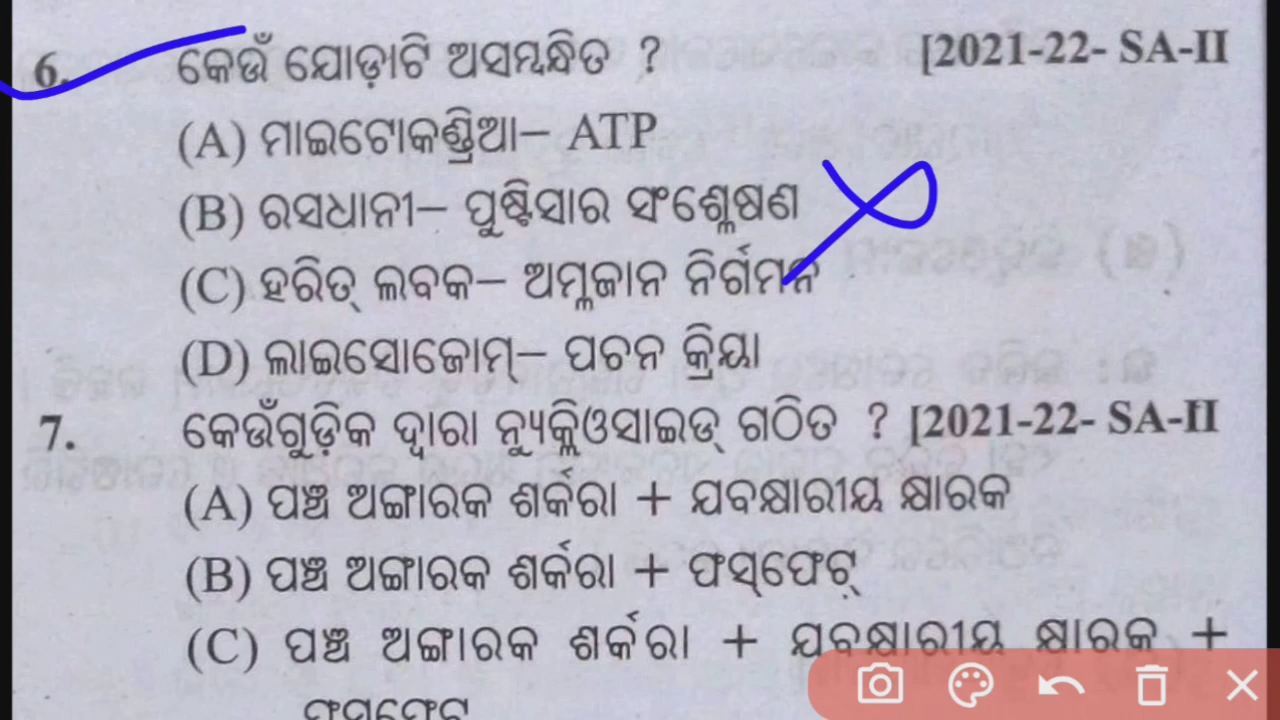 6. କେଉଁ ଯୋଡ଼ାଟି ଅସମ୍ବନ୍ଧିତ ? [2021-22- SA-II
(A) ମାଇଟୋକଣ୍ଡ୍ରିଆ– ATP
(B) ରସଧାନୀ– ପୁଷ୍ଟିସାର ସଂଶ୍ଳେଷଣ
(C) ହରିତ୍ ଲବକ– ଅମ୍ଳଜାନ ନିର୍ଗମନ
(D) ଲାଇସୋଜୋମ୍– ପଚନ କ୍ରିୟା
7. କେଉଁଗୁଡ଼ିକ ଦ୍ୱାରା ନ୍ୟୁକ୍ଲିଓସାଇଡ୍ ଗଠିତ ? [2021-22- SA-II
(A) ପଞ୍ଚ ଅଙ୍ଗାରକ ଶର୍କରା + ଯବକ୍ଷାରୀୟ କ୍ଷାରକ
(B) ପଞ୍ଚ ଅଙ୍ଗାରକ ଶର୍କରା + ଫସ୍‌ଫେଟ୍
(C) ପଞ୍ଚ ଅଙ୍ଗାରକ ଶର୍କରା + ଯବକ୍ଷାରୀୟ କ୍ଷାରକ +